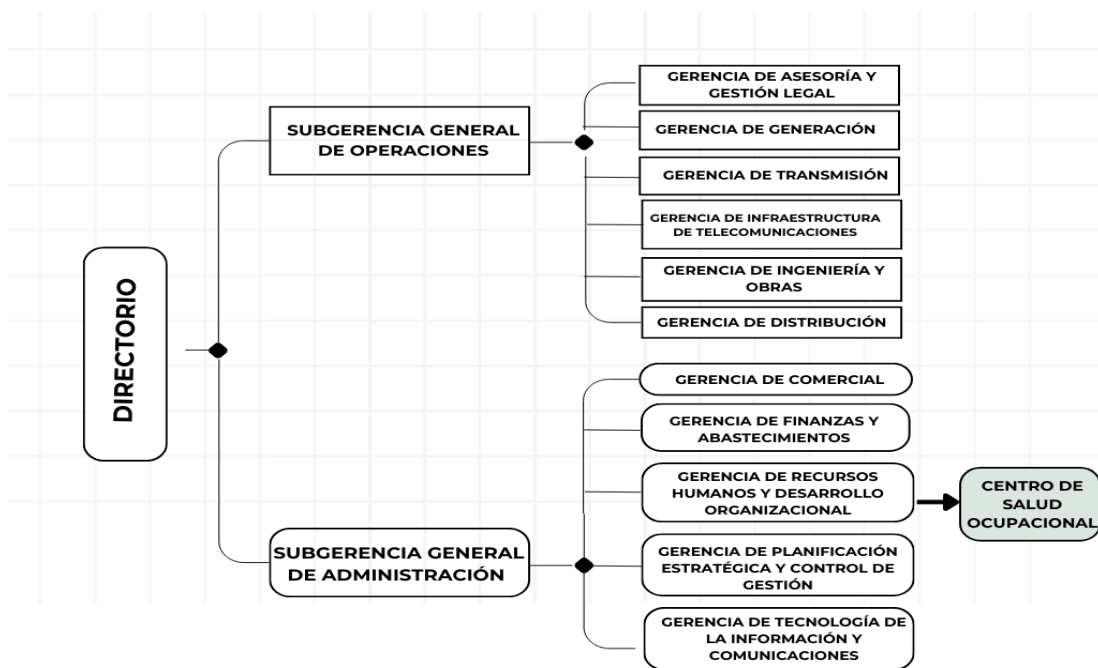 DIRECTORIO
SUBGERENCIA GENERAL
DE OPERACIONES
GERENCIA DE ASESORÍA Y
GESTIÓN LEGAL
GERENCIA DE GENERACIÓN
GERENCIA DE TRANSMISIÓN
GERENCIA DE INFRAESTRUCTURA
DE TELECOMUNICACIONES
GERENCIA DE INGENIERÍA Y
OBRAS
GERENCIA DE DISTRIBUCIÓN
SUBGERENCIA GENERAL
DE ADMINISTRACIÓN
GERENCIA DE COMERCIAL
GERENCIA DE FINANZAS Y
ABASTECIMIENTOS
GERENCIA DE RECURSOS
HUMANOS Y DESARROLLO
ORGANIZACIONAL
CENTRO DE
SALUD
OCUPACIONAL
GERENCIA DE PLANIFICACIÓN
ESTRATÉGICA Y CONTROL DE
GESTIÓN
GERENCIA DE TECNOLOGÍA DE
LA INFORMACIÓN Y
COMUNICACIONES